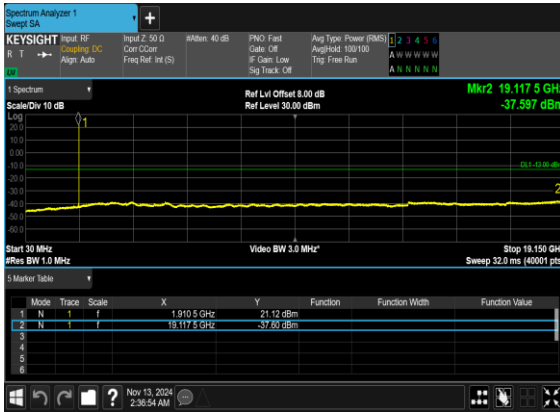 Spectrum Analyzer 1
Swept SA
+
KEYSIGHT
R T
Input: RF
Coupling: DC
Align: Auto
Input Z: 50 Ω
Corr CCorr
Freq Ref: Int (S)
#Atten: 40 dB
PNO: Fast
Gate: Off
IF Gain: Low
Sig Track: Off
Avg Type: Power (RMS)
Avg|Hold: 100/100
Trig: Free Run
1 2 3 4 5 6
A W W W W W
A N N N N N
1 Spectrum
Scale/Div 10 dB
Ref Lvl Offset 8.00 dB
Ref Level 30.00 dBm
Mkr2 19.117 5 GHz
-37.597 dBm
Log
20.0
10.0
0.00
-10.0
-20.0
-30.0
-40.0
-50.0
-60.0
1
DL1 -13.00 dBm
2
Start 30 MHz
#Res BW 1.0 MHz
Video BW 3.0 MHz*
Stop 19.150 GHz
Sweep 32.0 ms (40001 pts)
5 Marker Table
Mode Trace Scale X Y Function Function Width Function Value
1 N 1 f 1.910 5 GHz 21.12 dBm
2 N 1 f 19.117 5 GHz -37.60 dBm
3
4
5
6
?
Nov 13, 2024
2:36:54 AM